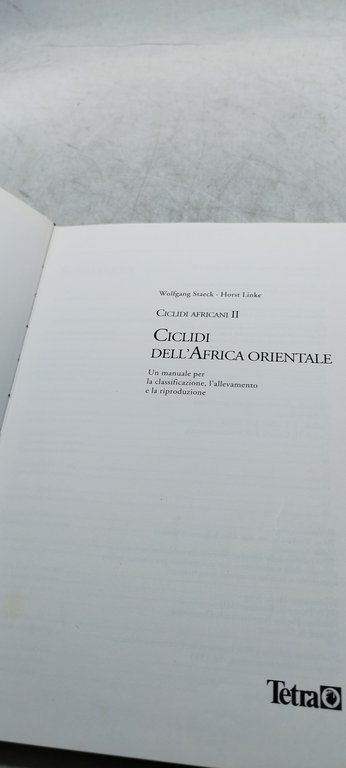 Wolfgang Staeck · Horst Linke
CICLIDI AFRICANI II
CICLIDI
DELL'AFRICA ORIENTALE
Un manuale per
la classificazione, l'allevamento
e la riproduzione
Tetra